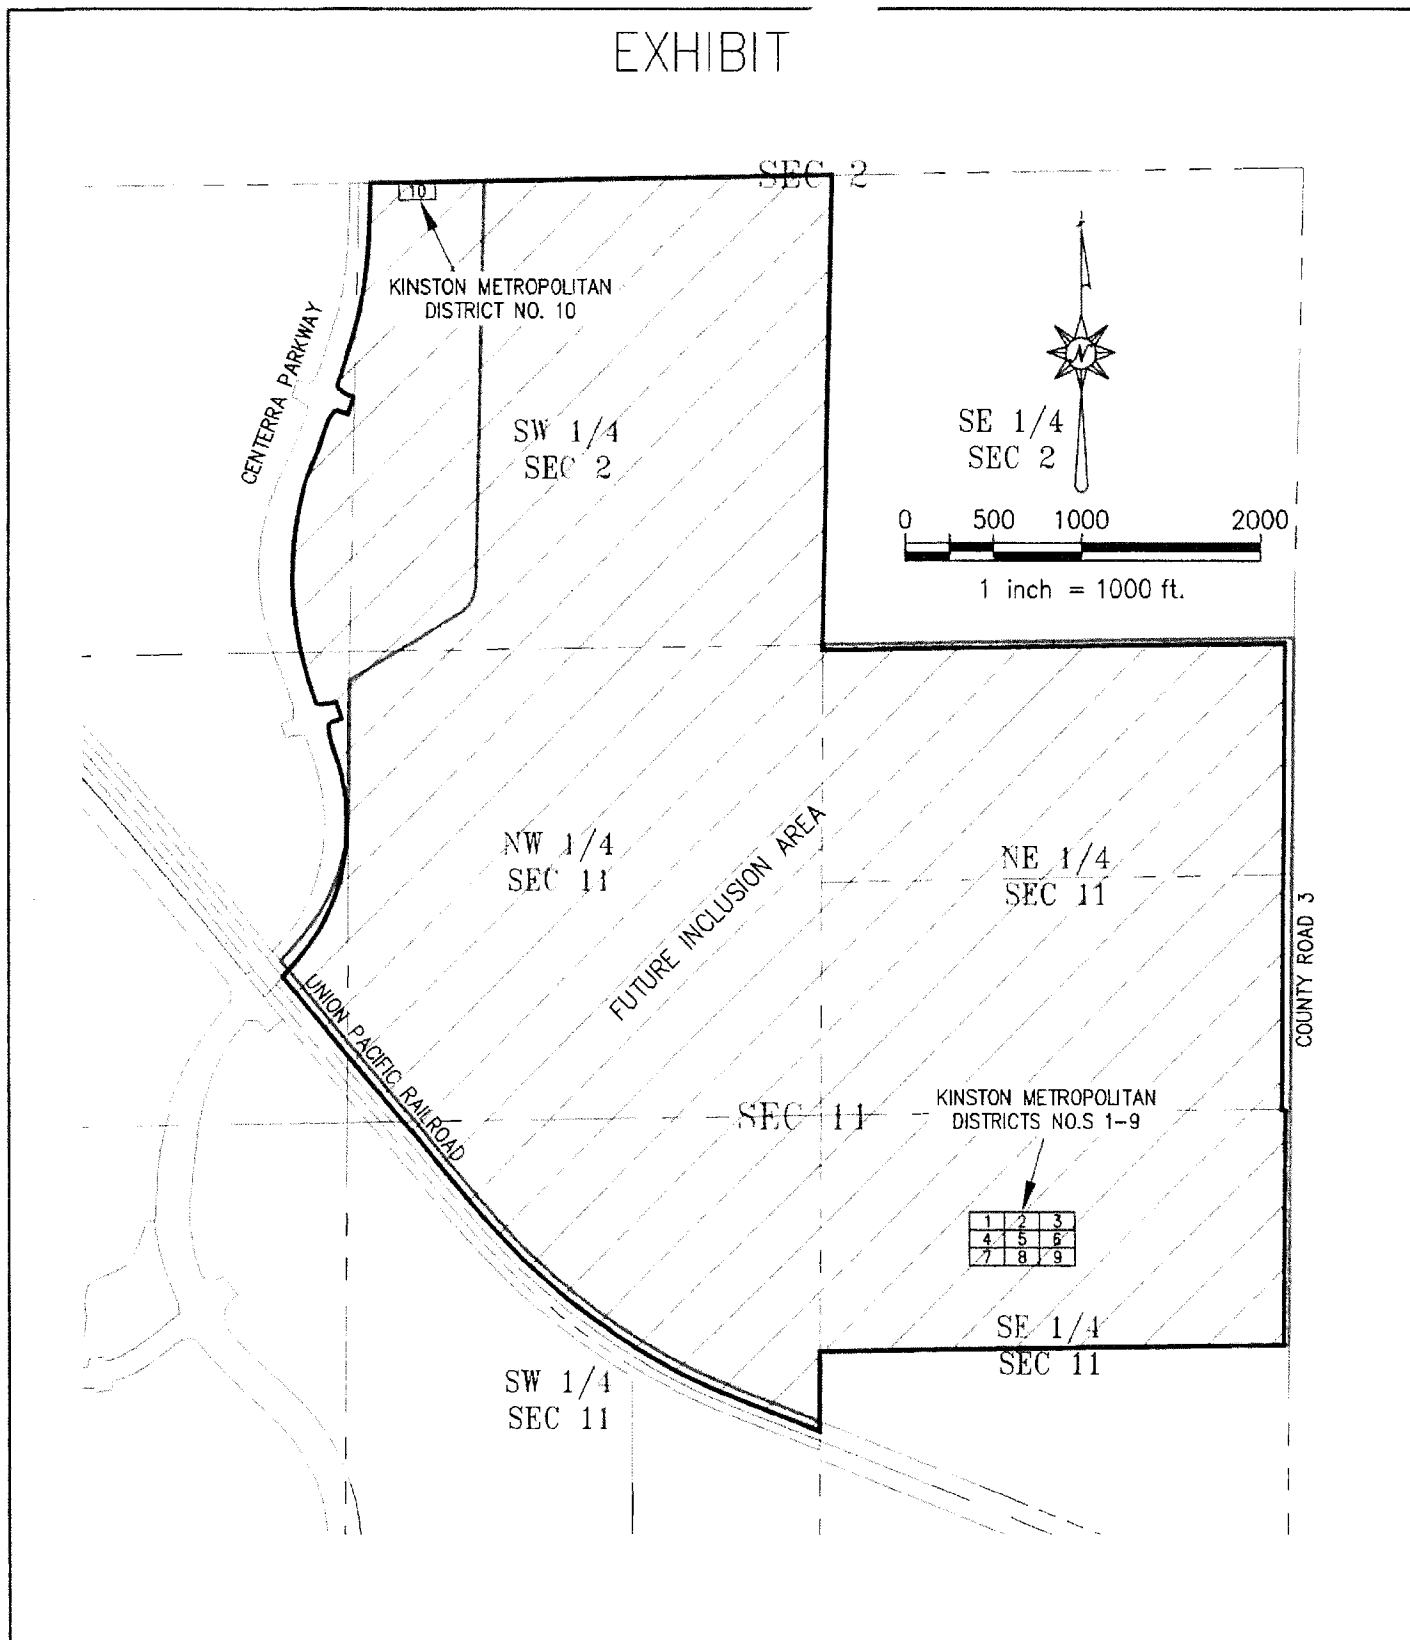 EXHIBIT
SEC 2
10
KINSTON METROPOLITAN
DISTRICT NO. 10
CENTERRA PARKWAY
N
SW 1/4
SEC 2
SE 1/4
SEC 2
0 500 1000 2000
1 inch = 1000 ft.
NW 1/4
SEC 11
FUTURE INCLUSION AREA
NE 1/4
SEC 11
COUNTY ROAD 3
UNION PACIFIC RAILROAD
SEC 11
KINSTON METROPOLITAN
DISTRICTS NO.S 1-9
1 2 3
4 5 6
7 8 9
SE 1/4
SEC 11
SW 1/4
SEC 11